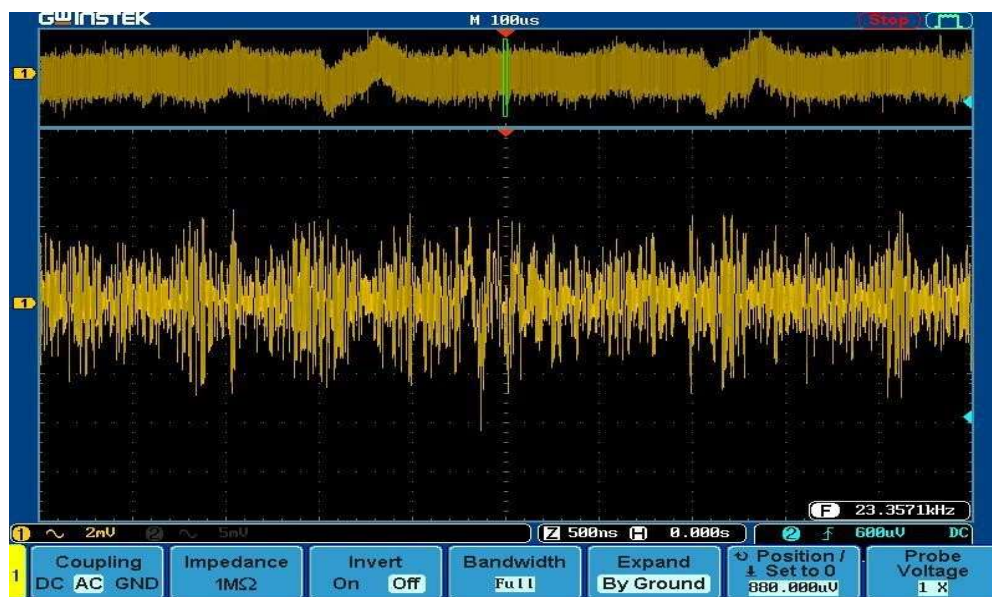 GWINSTEK M 100us Stop
1
1
F 23.3571kHz
1 ∿ 2mV 2 ∿ 5mV Z 500ns H 0.000s 2 600uV DC
1
Coupling
DC AC GND
Impedance
1MΩ
Invert
On Off
Bandwidth
Full
Expand
By Ground
Position /
Set to 0
880.000uV
Probe
Voltage
1 X